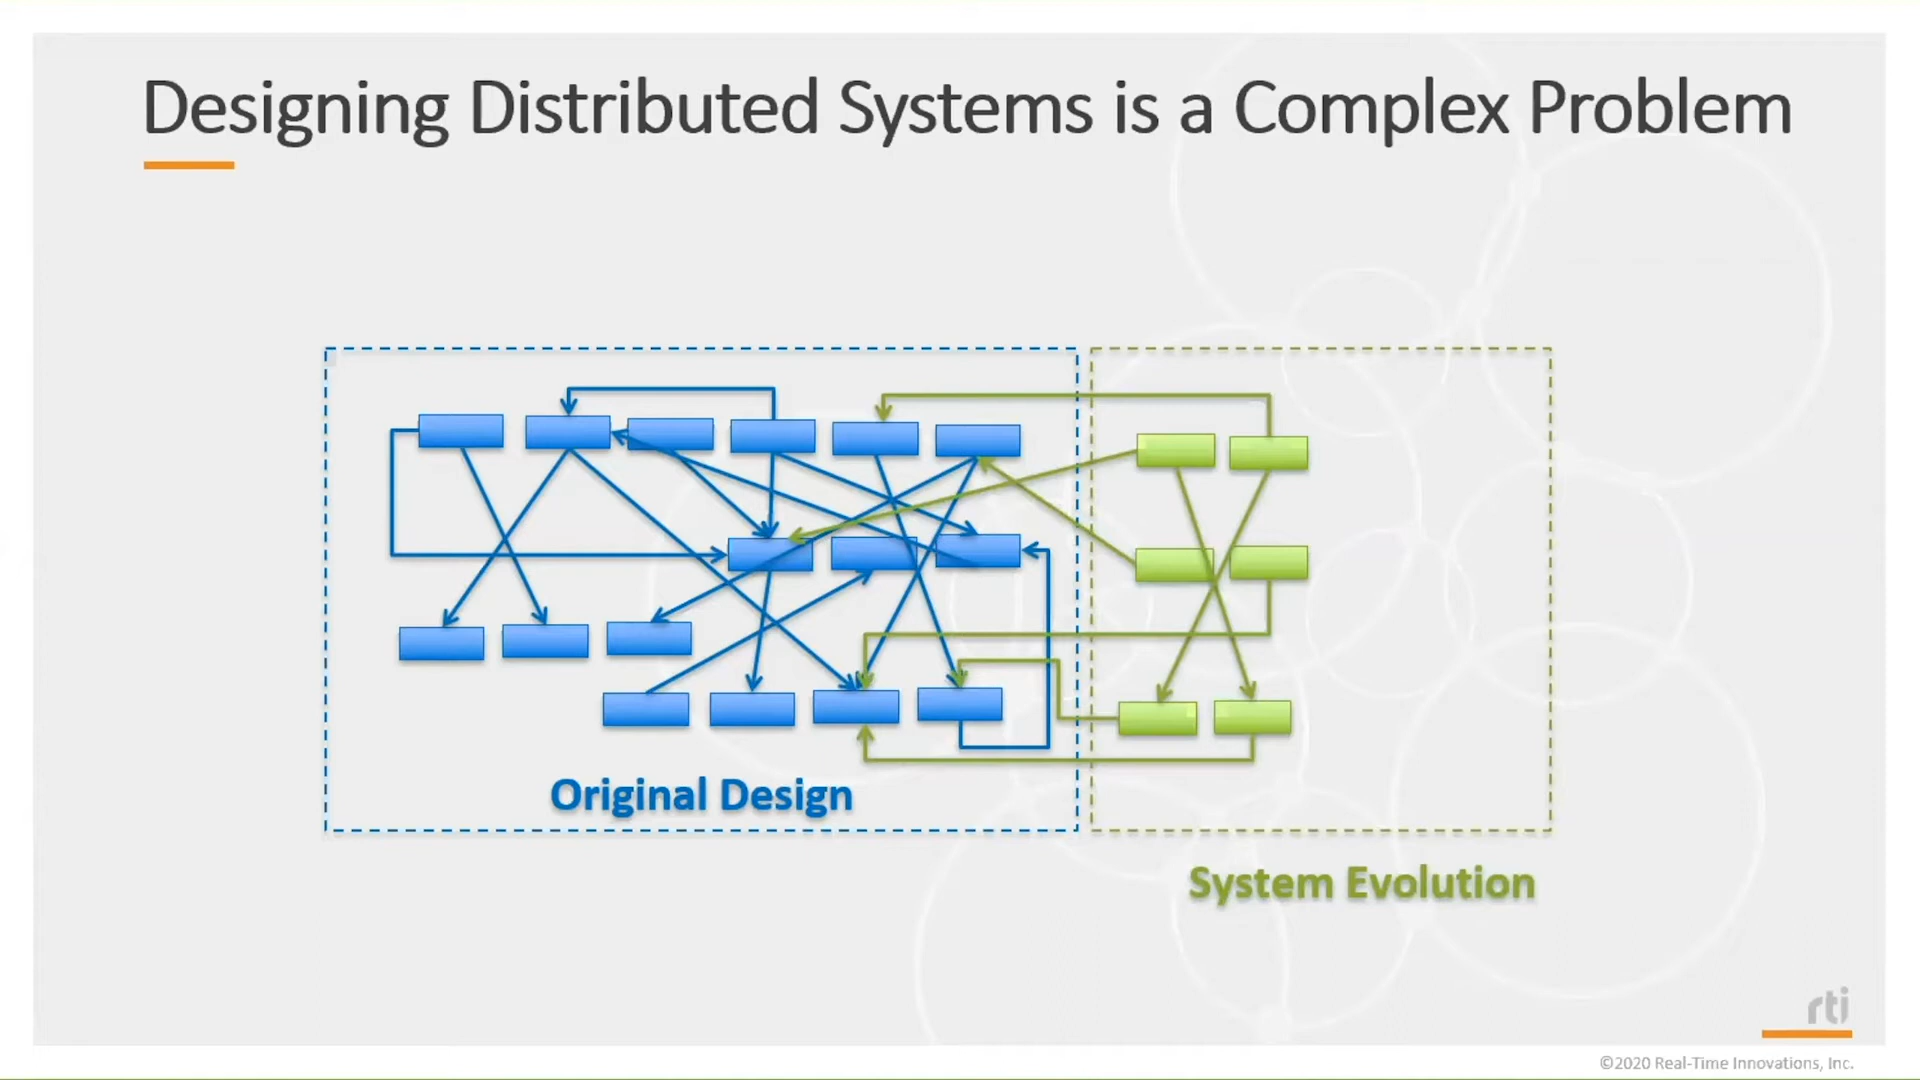 Designing Distributed Systems is a Complex Problem
Original Design
System Evolution
rti
©2020 Real-Time Innovations, Inc.